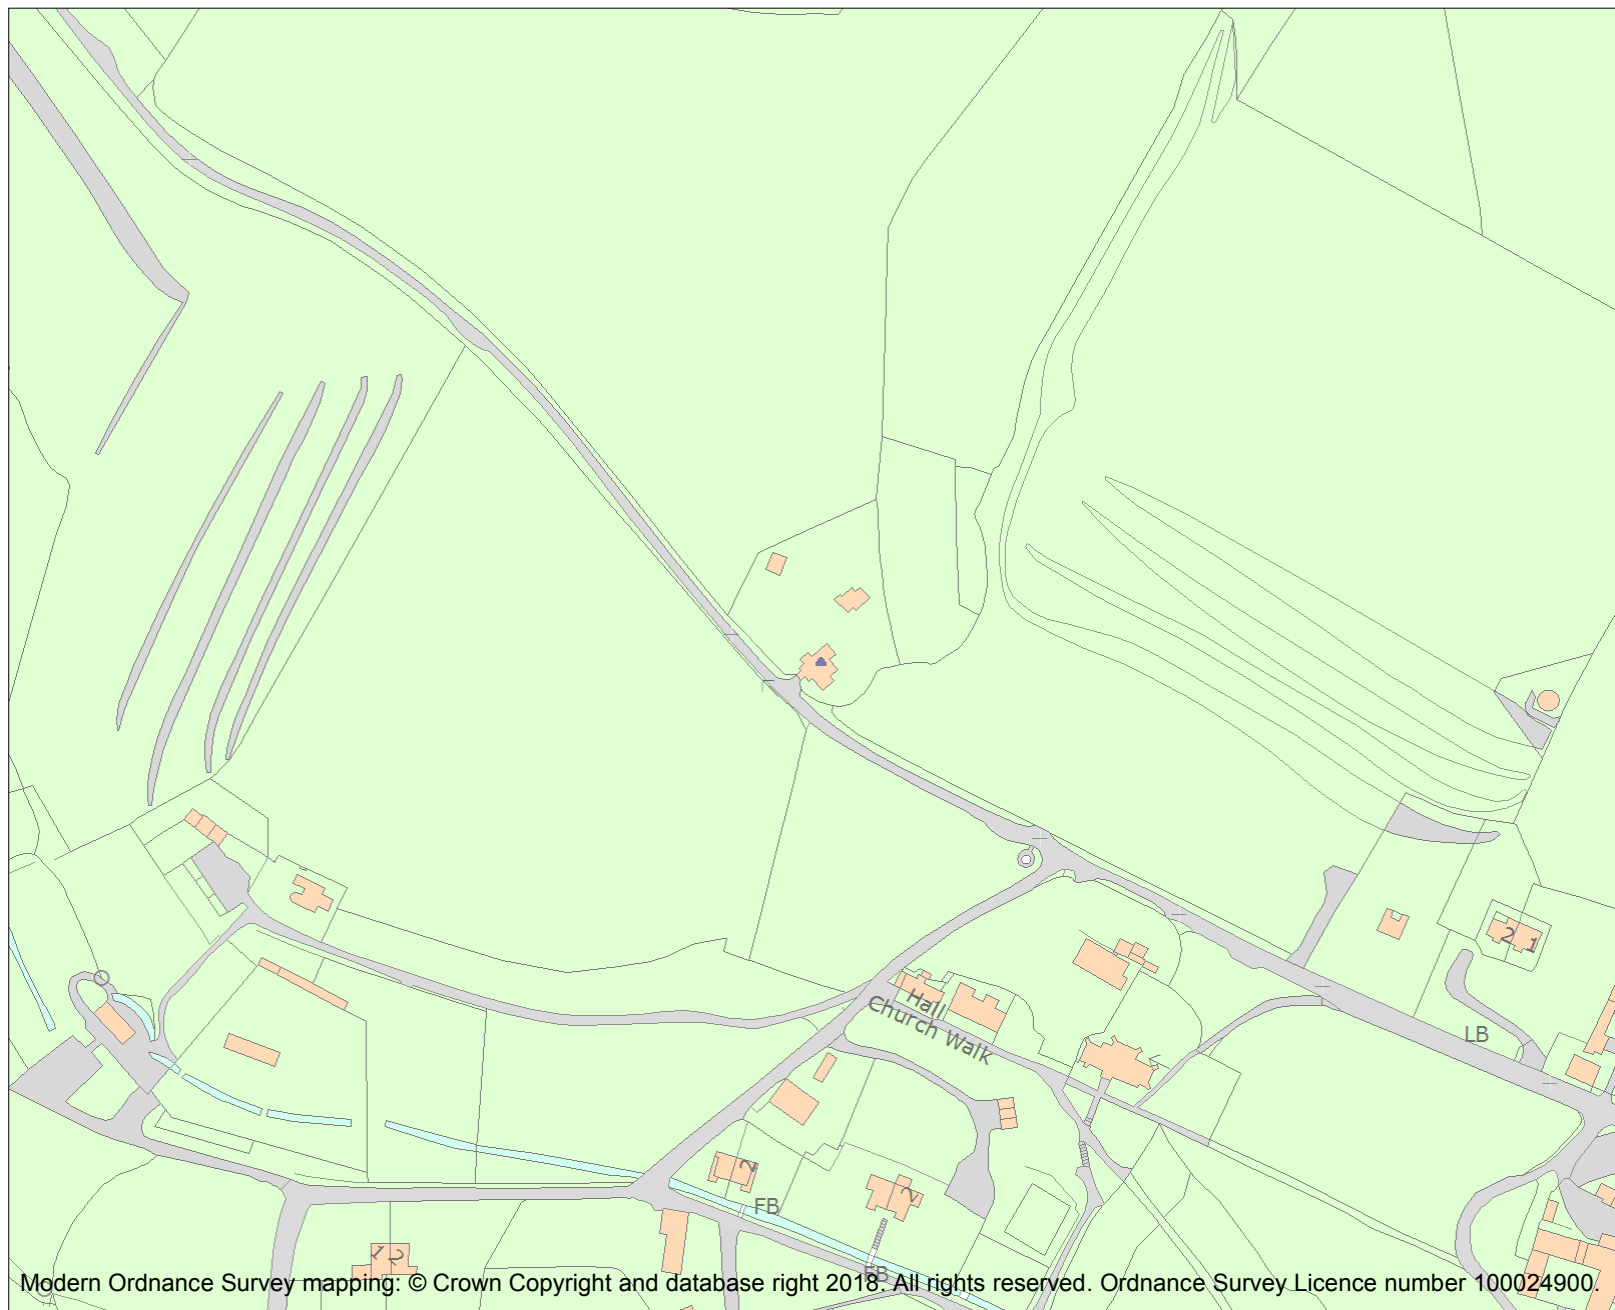 2 1
LB
Hall
Church Walk
2
2
FB
1 2
FB
Modern Ordnance Survey mapping: © Crown Copyright and database right 2018. All rights reserved. Ordnance Survey Licence number 100024900.